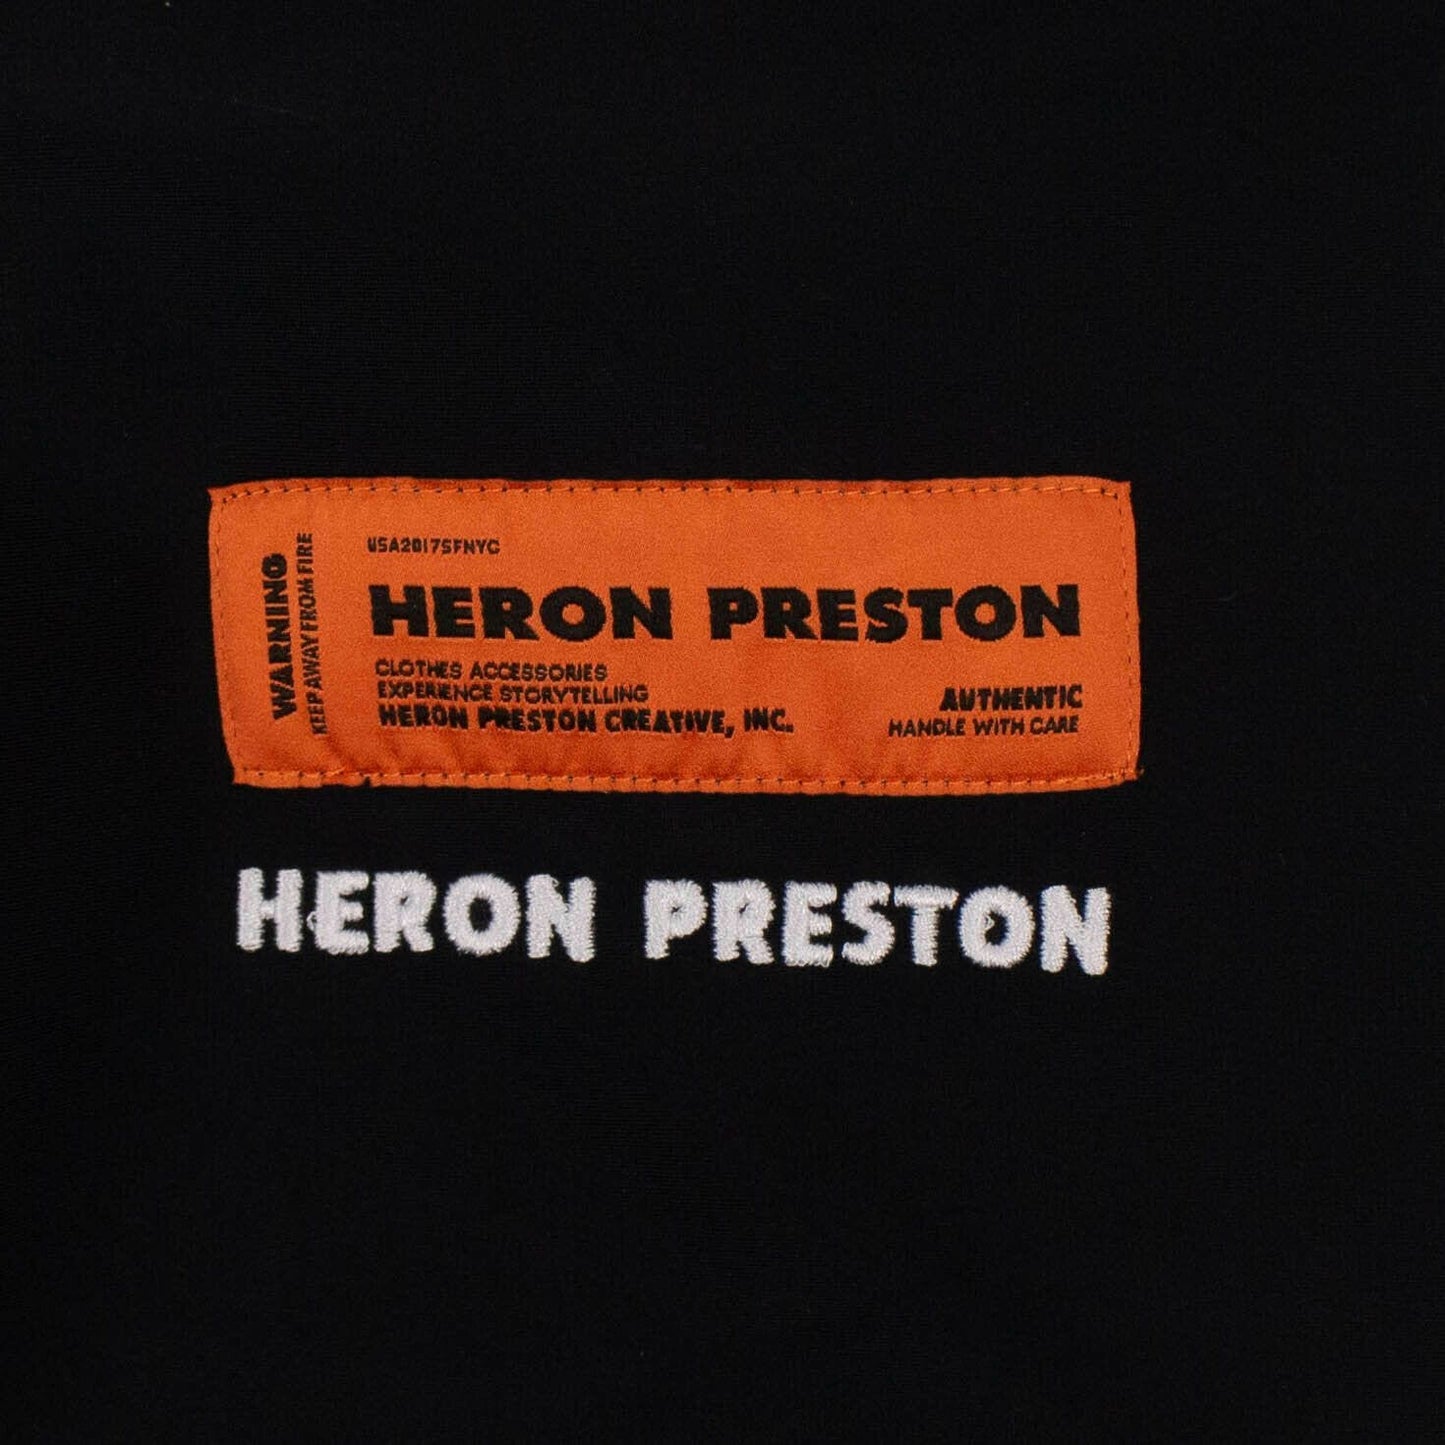 WARNING
KEEP AWAY FROM FIRE
USA2017SFNYC
HERON PRESTON
CLOTHES ACCESSORIES
EXPERIENCE STORYTELLING
HERON PRESTON CREATIVE, INC.
AUTHENTIC
HANDLE WITH CARE
HERON PRESTON